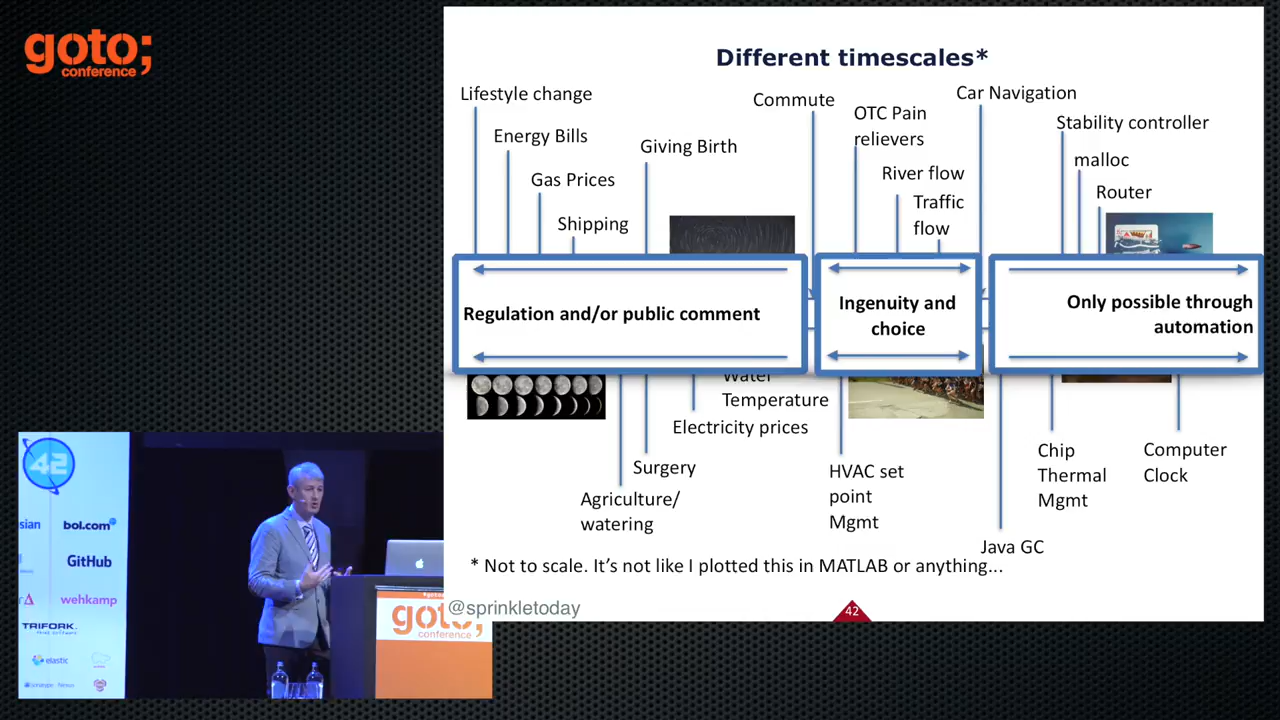 goto;
conference
Different timescales*
Lifestyle change
Commute
Car Navigation
Energy Bills
OTC Pain
relievers
Stability controller
Giving Birth
malloc
Gas Prices
River flow
Router
Shipping
Traffic
flow
Regulation and/or public comment
Ingenuity and
choice
Only possible through
automation
Water
Temperature
Electricity prices
Surgery
Agriculture/
watering
HVAC set
point
Mgmt
Chip
Thermal
Mgmt
Computer
Clock
Java GC
* Not to scale. It's not like I plotted this in MATLAB or anything...
@sprinkletoday
42
42
bol.com
GitHub
wehkamp
TRIFORK.
elastic
goto;
conference